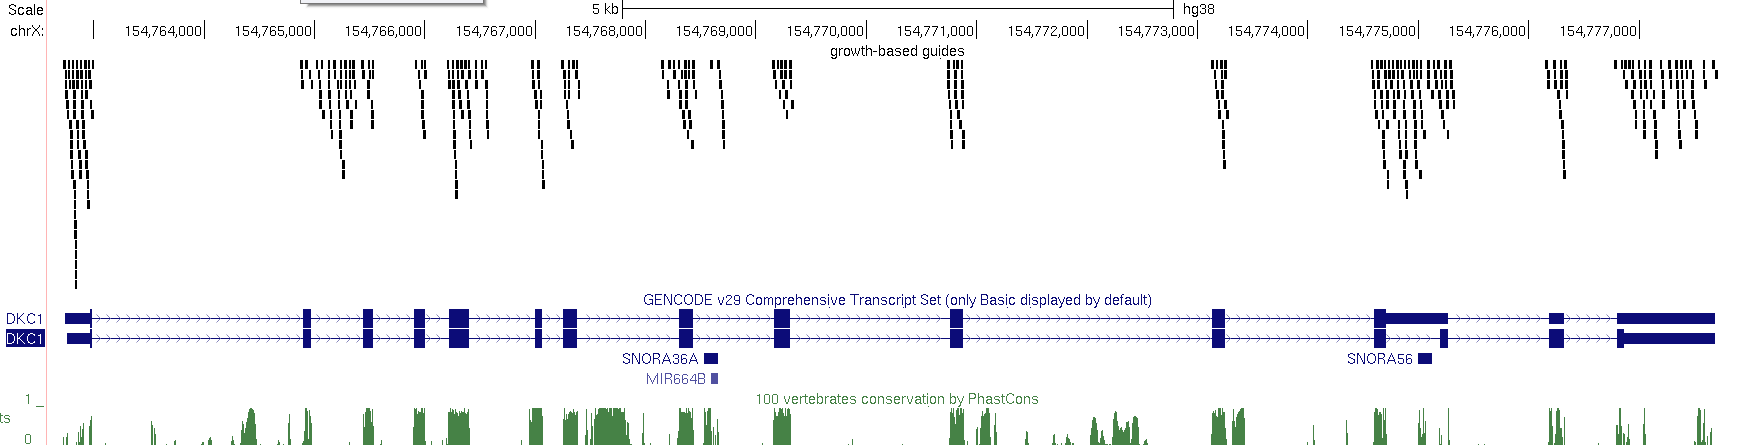 Scale 5 kb hg38
chrX: 154,764,000 154,765,000 154,766,000 154,767,000 154,768,000 154,769,000 154,770,000 154,771,000 154,772,000 154,773,000 154,774,000 154,775,000 154,776,000 154,777,000
growth-based guides
GENCODE v29 Comprehensive Transcript Set (only Basic displayed by default)
DKC1
DKC1
SNORA36A SNORA56
MIR664B
100 vertebrates conservation by PhastCons
1 _
ts
0